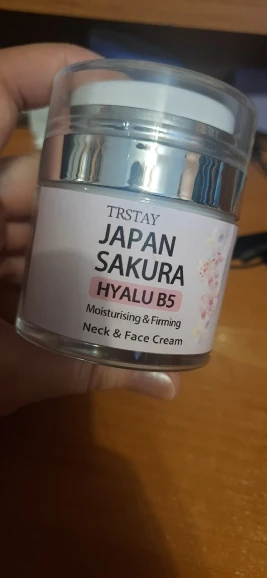 TRSTAY
JAPAN
SAKURA
HYALU B5
Moisturising & Firming
Neck & Face Cream